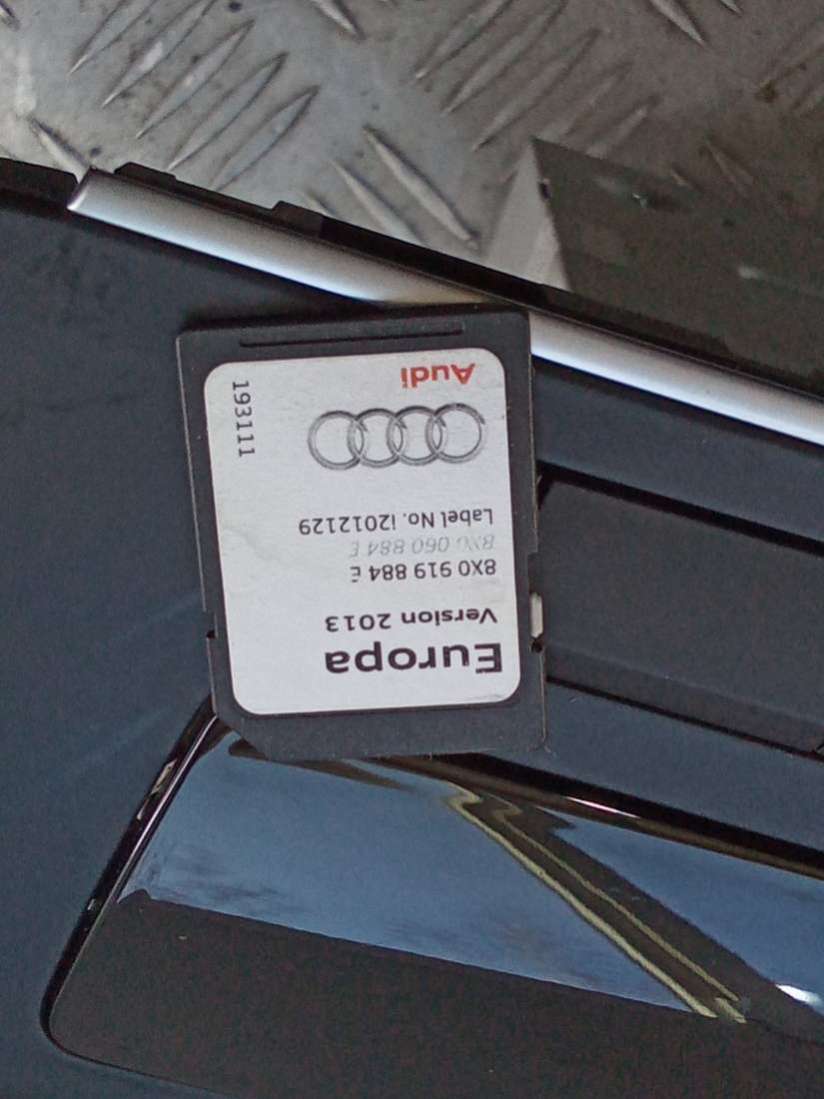 Europa
Version 2013
8X0 919 884 E
8X0 060 884 E
Label No. i2012129
Audi
193111